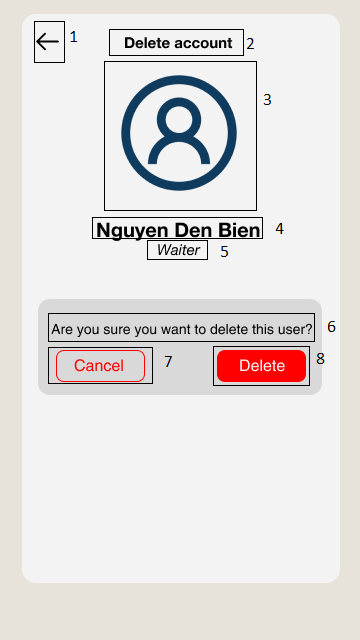 1
Delete account 2
3
Nguyen Den Bien 4
Waiter 5
Are you sure you want to delete this user? 6
Cancel 7 Delete 8